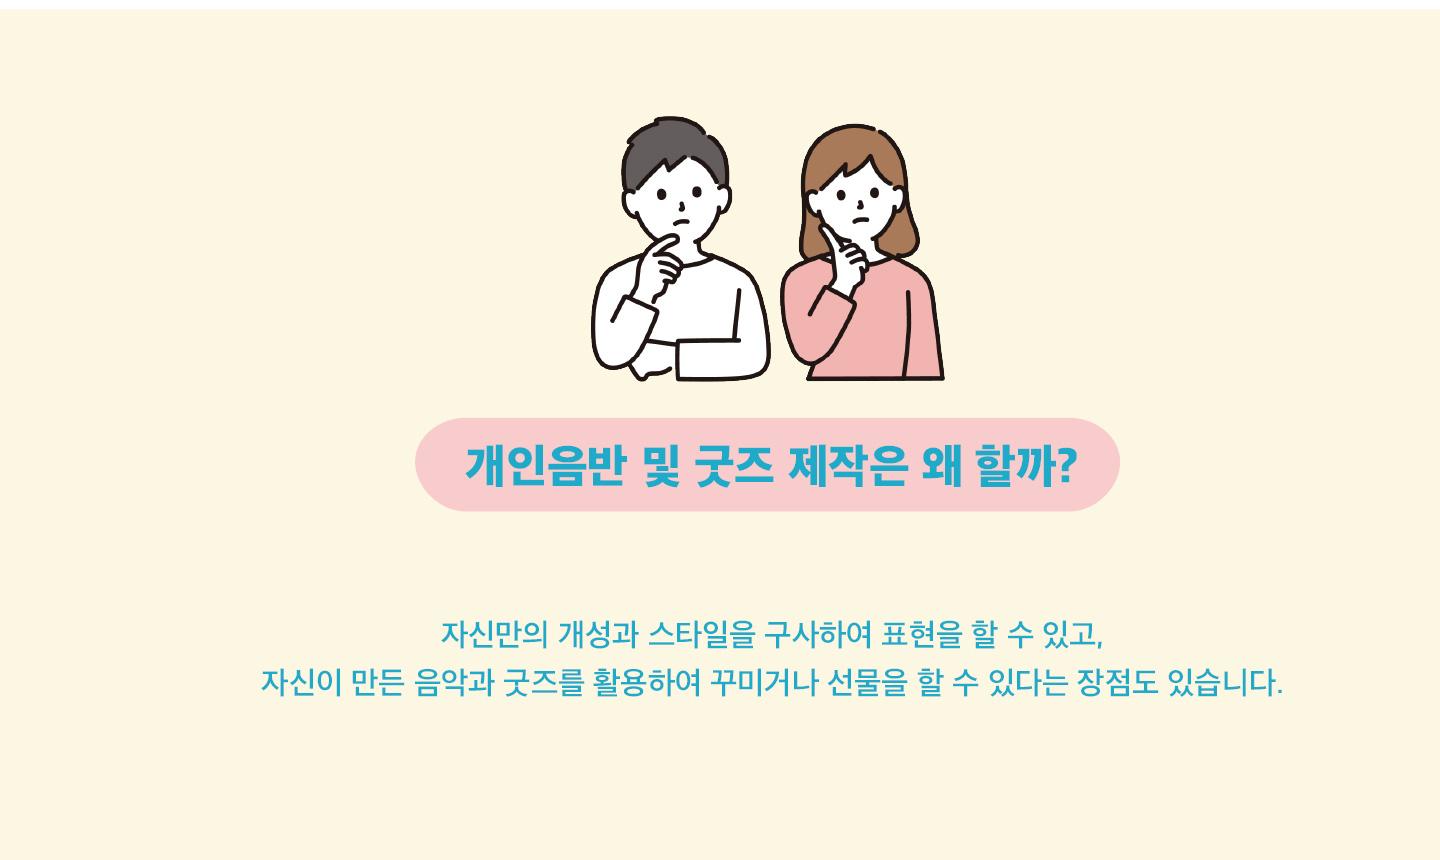 개인음반 및 굿즈 제작은 왜 할까?
자신만의 개성과 스타일을 구사하여 표현을 할 수 있고,
자신이 만든 음악과 굿즈를 활용하여 꾸미거나 선물을 할 수 있다는 장점도 있습니다.